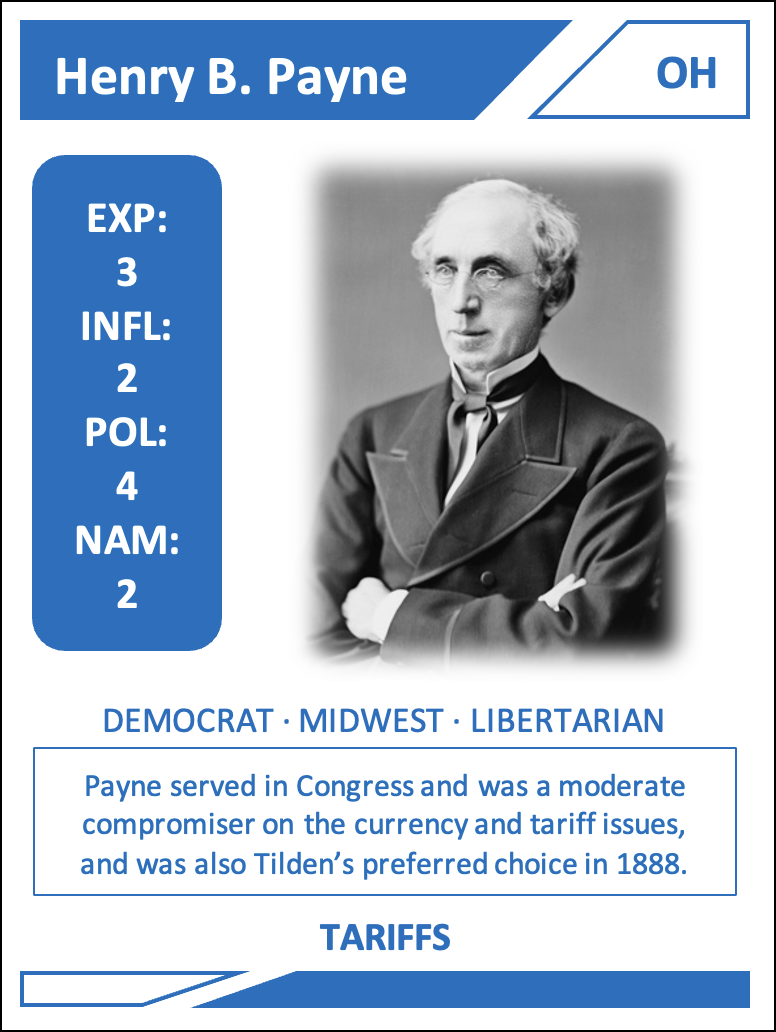 Henry B. Payne
OH
EXP:
3
INFL:
2
POL:
4
NAM:
2
DEMOCRAT · MIDWEST · LIBERTARIAN
Payne served in Congress and was a moderate
compromiser on the currency and tariff issues,
and was also Tilden’s preferred choice in 1888.
TARIFFS